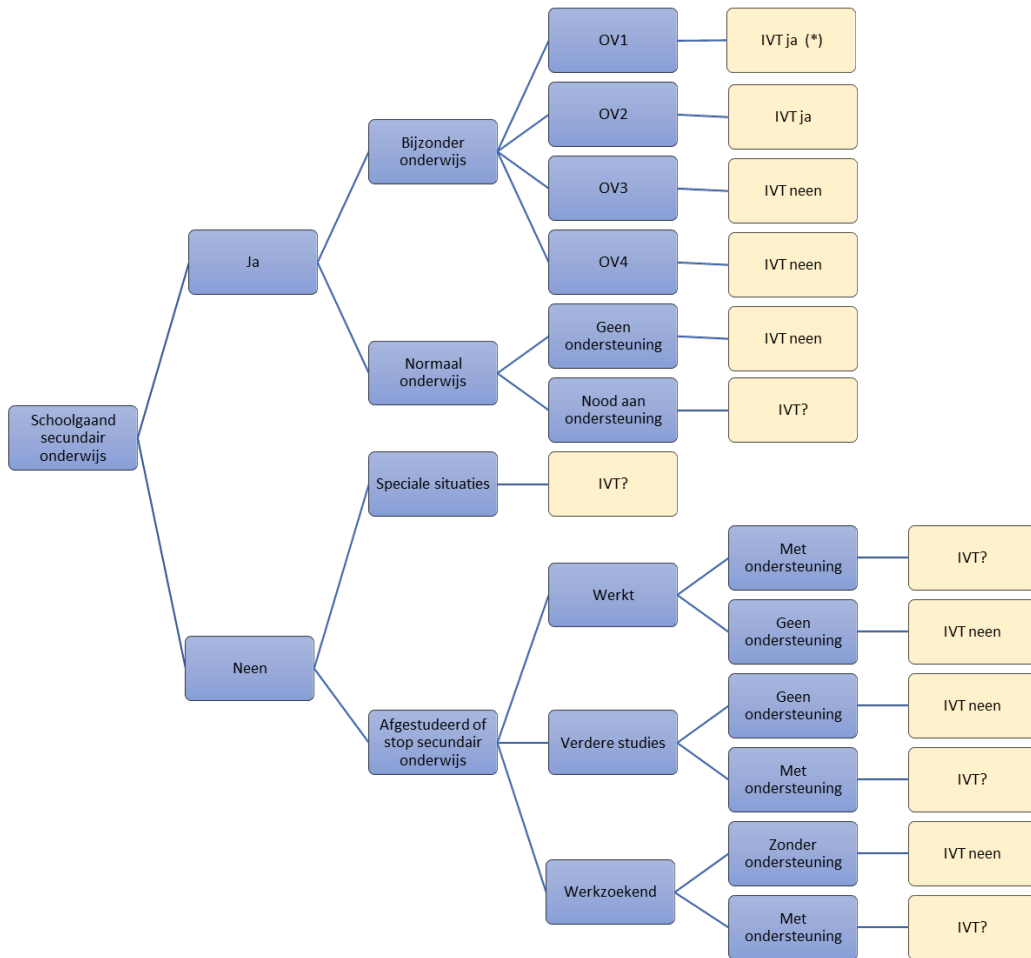 OV1
IVT ja (*)
OV2
IVT ja
Bijzonder
onderwijs
OV3
IVT neen
Ja
OV4
IVT neen
Geen
ondersteuning
IVT neen
Normaal
onderwijs
Nood aan
ondersteuning
IVT?
Schoolgaand
secundair
onderwijs
Speciale situaties
IVT?
Met
ondersteuning
IVT?
Werkt
Geen
ondersteuning
IVT neen
Neen
Geen
ondersteuning
IVT neen
Afgestudeerd of
stop secundair
onderwijs
Verdere studies
Met
ondersteuning
IVT?
Zonder
ondersteuning
IVT neen
Werkzoekend
Met
ondersteuning
IVT?